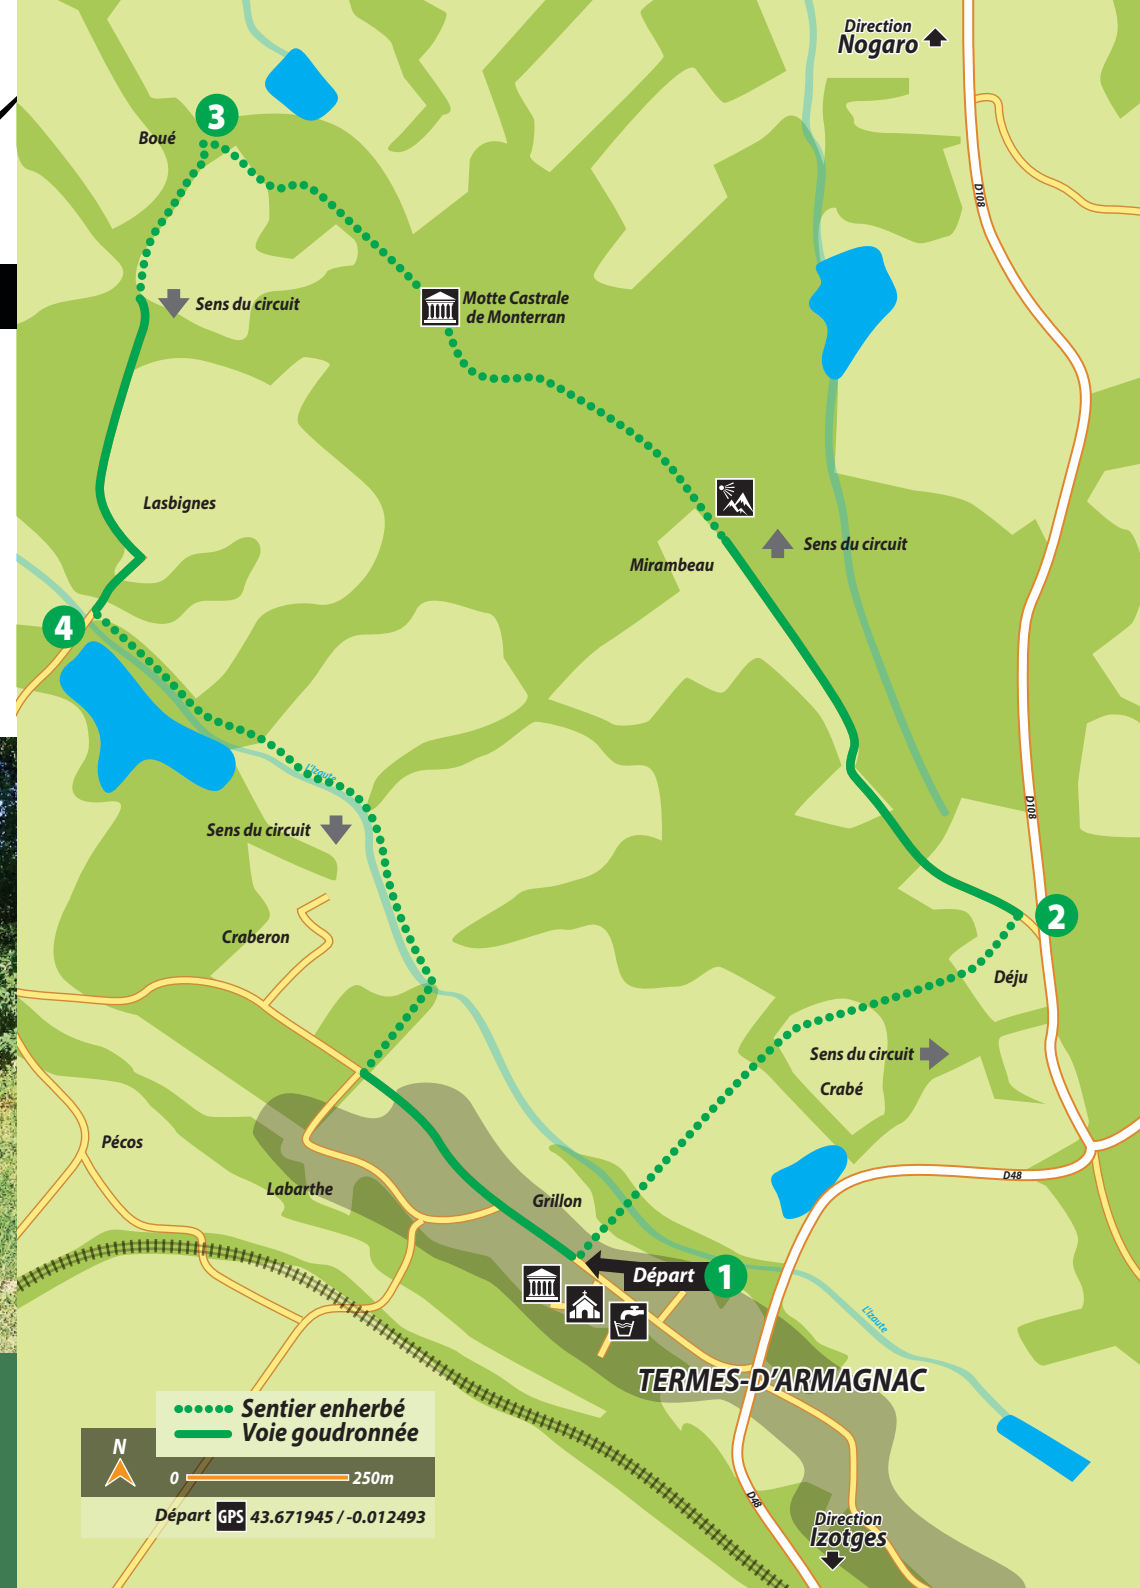 Direction
Nogaro
3
Boué
D108
Sens du circuit
Motte Castrale
de Monterran
Lasbignes
Sens du circuit
Mirambeau
4
L'Izaute
D108
Sens du circuit
2
Craberon
Déju
Sens du circuit
Crabé
Pécos
D48
Labarthe
Grillon
Départ 1
L'Izaute
TERMES-D'ARMAGNAC
Sentier enherbé
Voie goudronnée
N
0 250m
D48
Départ GPS 43.671945 / -0.012493
Direction
Izotges